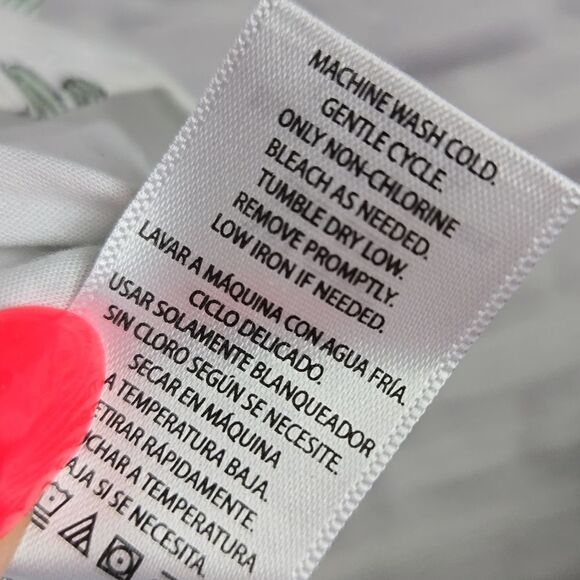 MACHINE WASH COLD.
GENTLE CYCLE.
ONLY NON-CHLORINE
BLEACH AS NEEDED.
TUMBLE DRY LOW.
REMOVE PROMPTLY.
LOW IRON IF NEEDED.
LAVAR A MÁQUINA CON AGUA FRÍA.
CICLO DELICADO.
USAR SOLAMENTE BLANQUEADOR
SIN CLORO SEGÚN SE NECESITE.
SECAR EN MÁQUINA
A TEMPERATURA BAJA.
ETIRAR RÁPIDAMENTE.
CHAR A TEMPERATURA
AJA SI SE NECESITA.